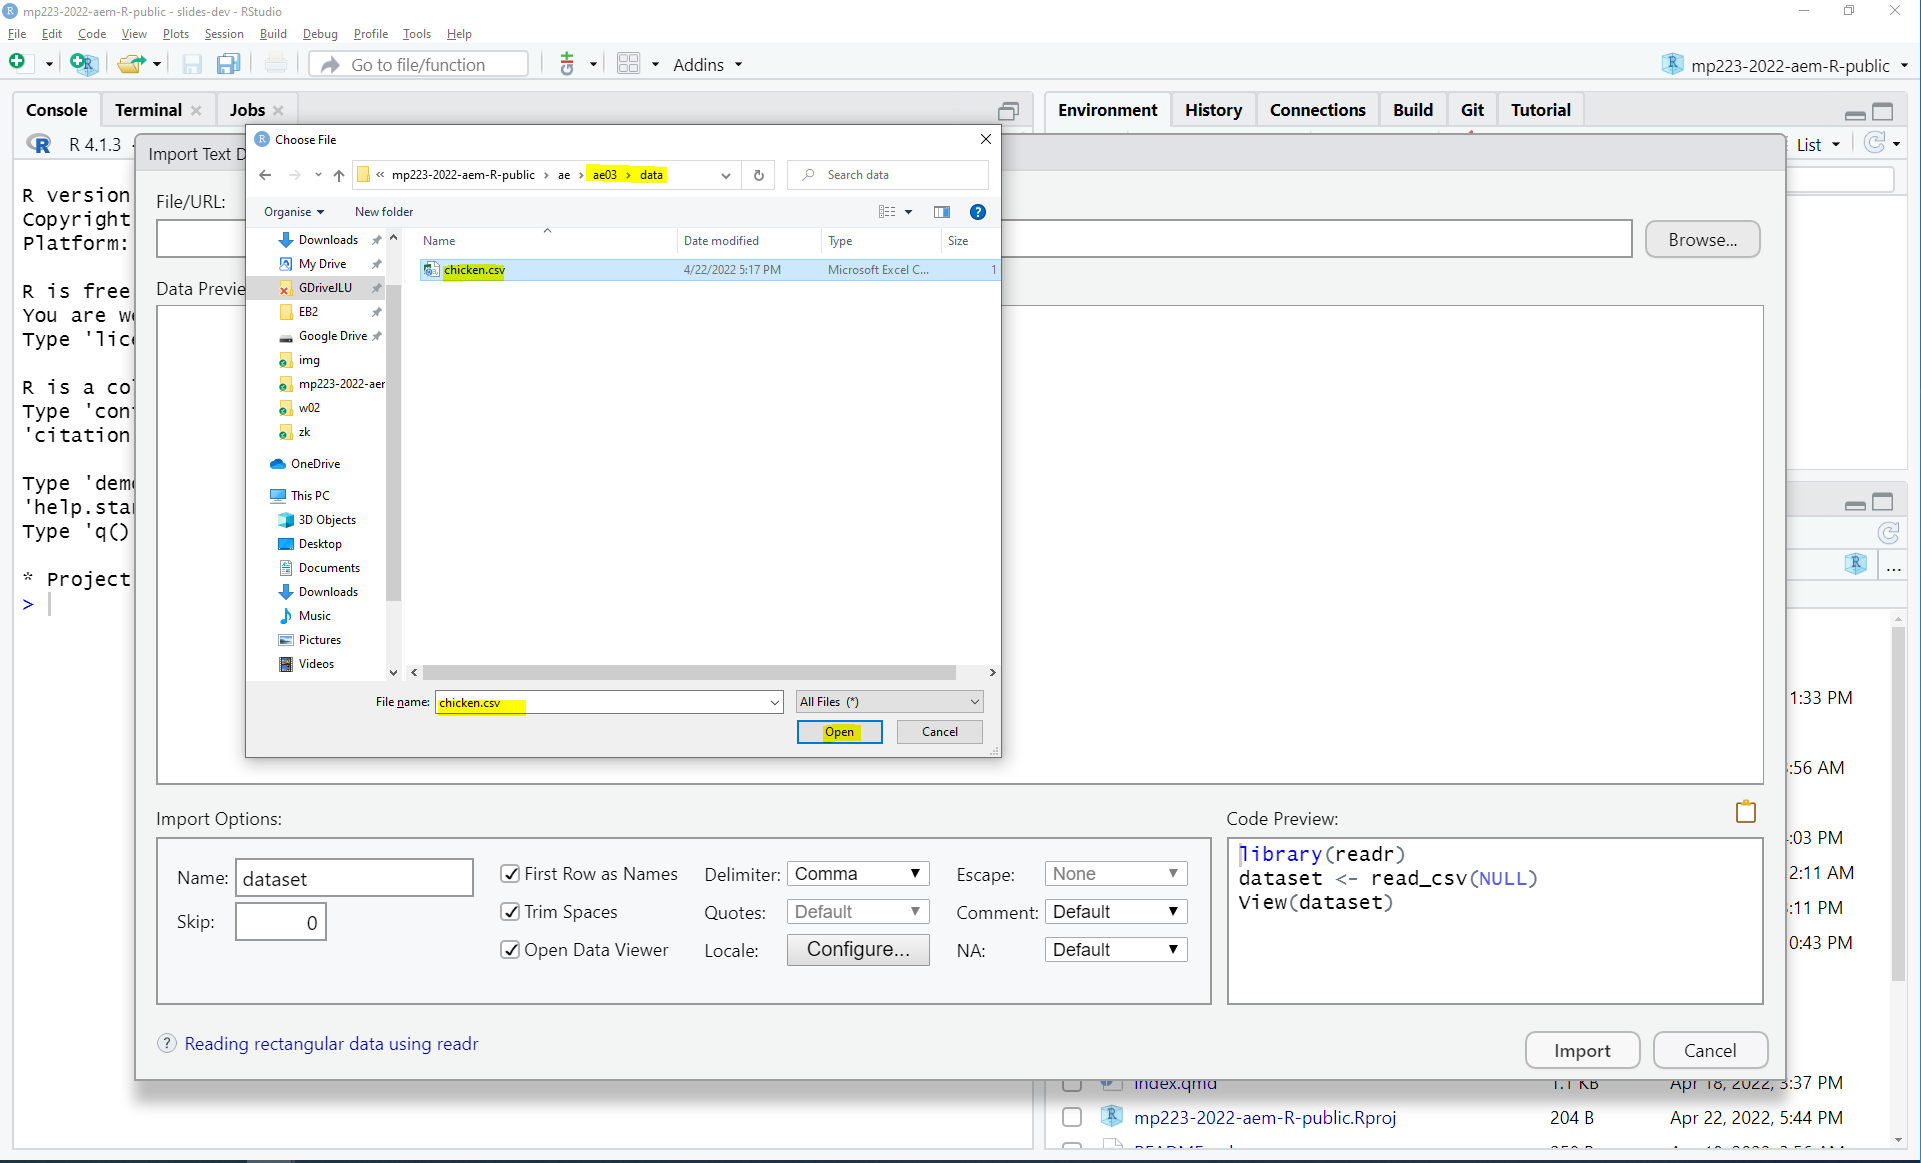 mp223-2022-aem-R-public - slides-dev - RStudio
File Edit Code View Plots Session Build Debug Profile Tools Help
Go to file/function Addins mp223-2022-aem-R-public
Console Terminal Jobs
R 4.1.3
R version
Copyright
Platform:
R is free
You are
Type
R is a
Type
'citation
Type
Type 'q()
* Project
>
Environment History Connections Build Git Tutorial
List
Import Text
File/URL:
Browse...
Data
Choose File
« mp223-2022-aem-R-public › ae › ae03 › data
Search data
Organise New folder
Name Date modified Type Size
chicken.csv 4/22/2022 5:17 PM Microsoft Excel C... 1
Downloads
My Drive
GDriveJLU
EB2
Google Drive
img
mp223-2022-aer
w02
zk
OneDrive
This PC
3D Objects
Desktop
Documents
Downloads
Music
Pictures
Videos
File name: chicken.csv All Files (*)
Open Cancel
Import Options:
Name: dataset
Skip: 0
First Row as Names
Trim Spaces
Open Data Viewer
Delimiter: Comma
Quotes: Default
Locale: Configure...
Escape: None
Comment: Default
NA: Default
Code Preview:
library(readr)
dataset <- read_csv(NULL)
View(dataset)
? Reading rectangular data using readr
Import Cancel
...
1:33 PM
:56 AM
:03 PM
2:11 AM
:11 PM
0:43 PM
index.qmd 1.1 KB Apr 18, 2022, 3:37 PM
mp223-2022-aem-R-public.Rproj 204 B Apr 22, 2022, 5:44 PM